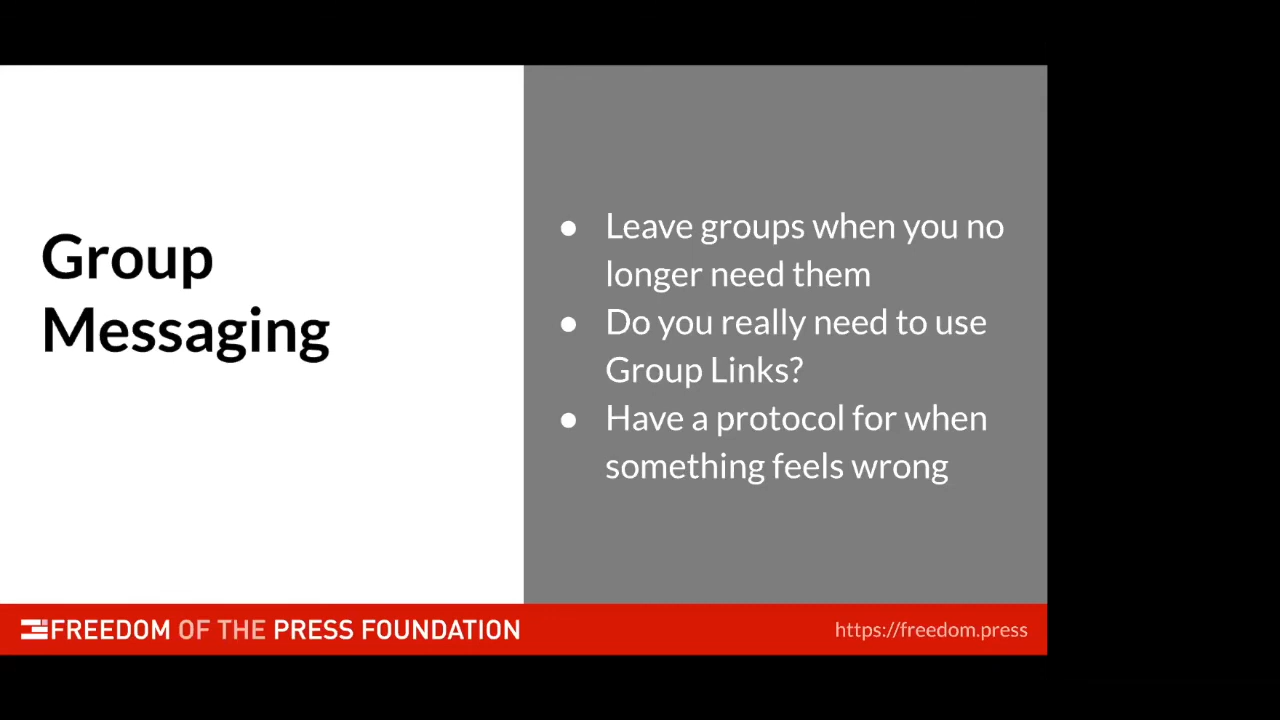 Group
Messaging
● Leave groups when you no
longer need them
● Do you really need to use
Group Links?
● Have a protocol for when
something feels wrong
FREEDOM OF THE PRESS FOUNDATION
https://freedom.press